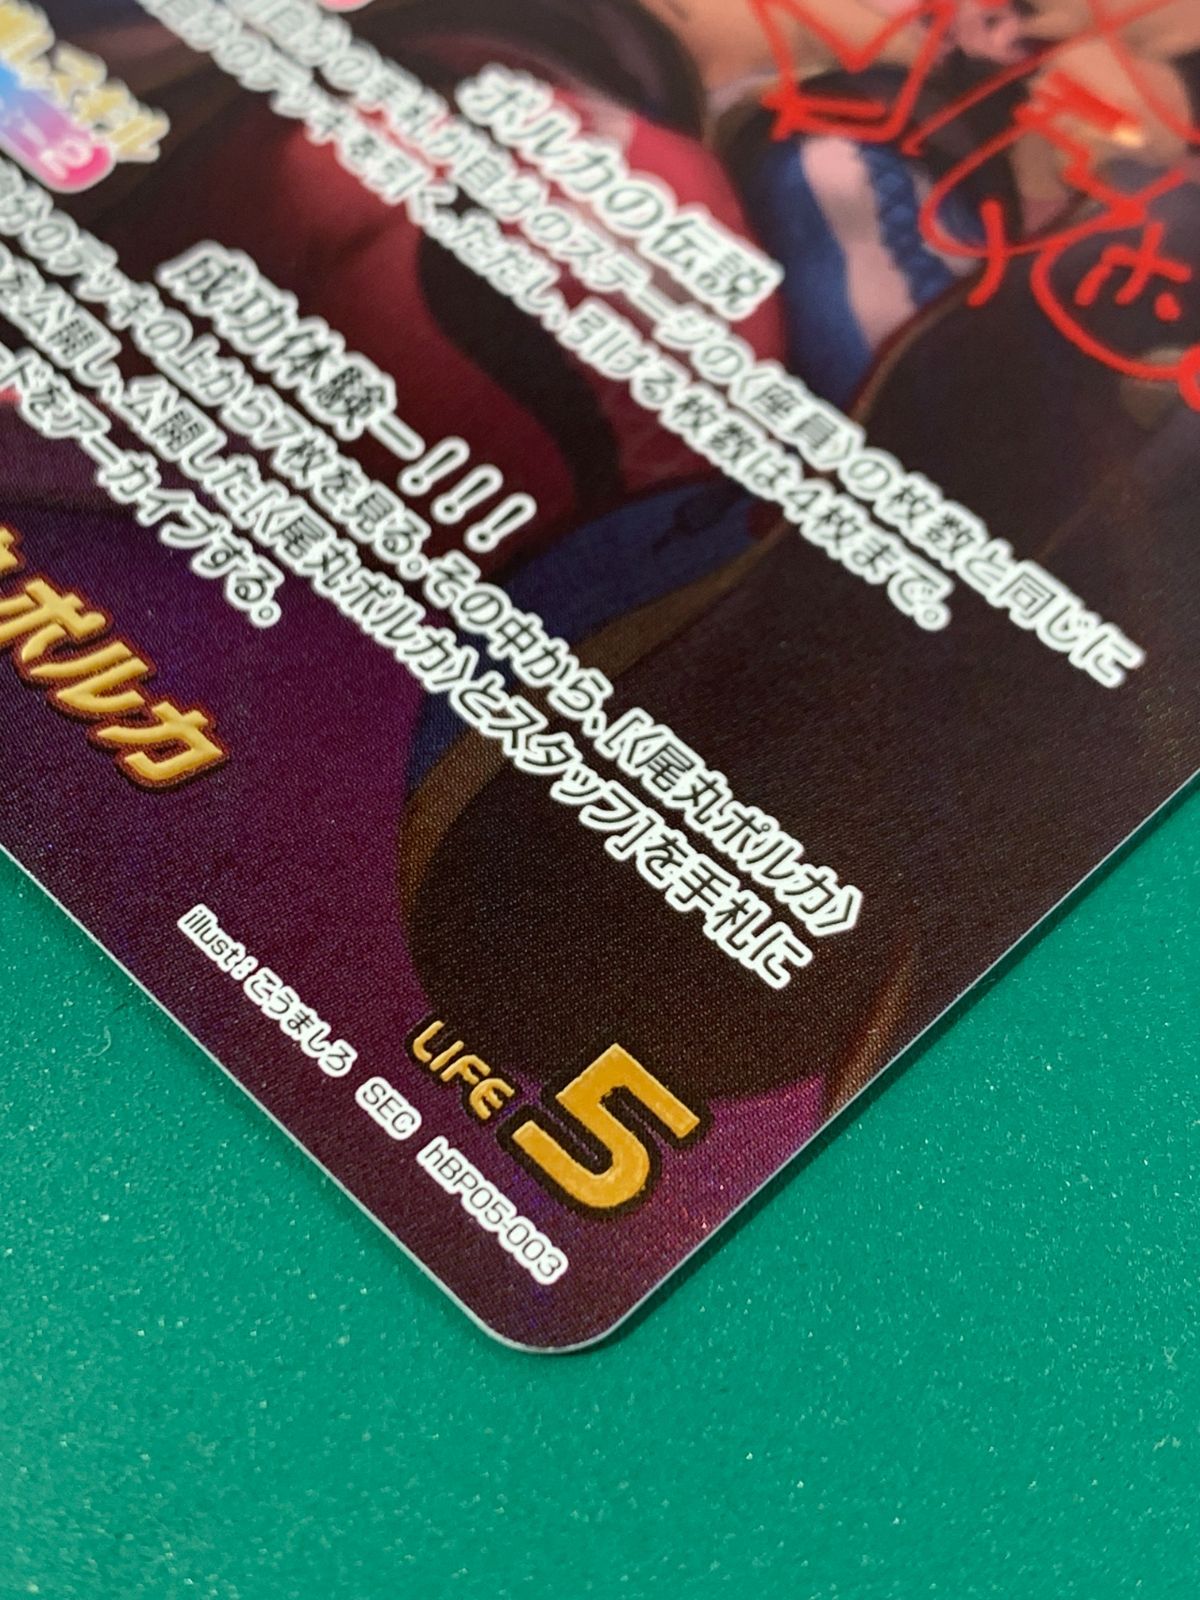 ポルカの伝説
自分の手札が自分のステージの〈座員〉の枚数と同じに
自分のデッキを引く。ただし、引ける枚数は4枚まで。
スキル
2
成功体験ー!!!
分のデッキの上から7枚を見る。その中から、[〈尾丸ポルカ〉
を公開し、公開した[〈尾丸ポルカ〉とスタッフ]を手札に
ードをアーカイブする。
ポルカ
LIFE 5
illust:こうましろ SEC hBP05-003